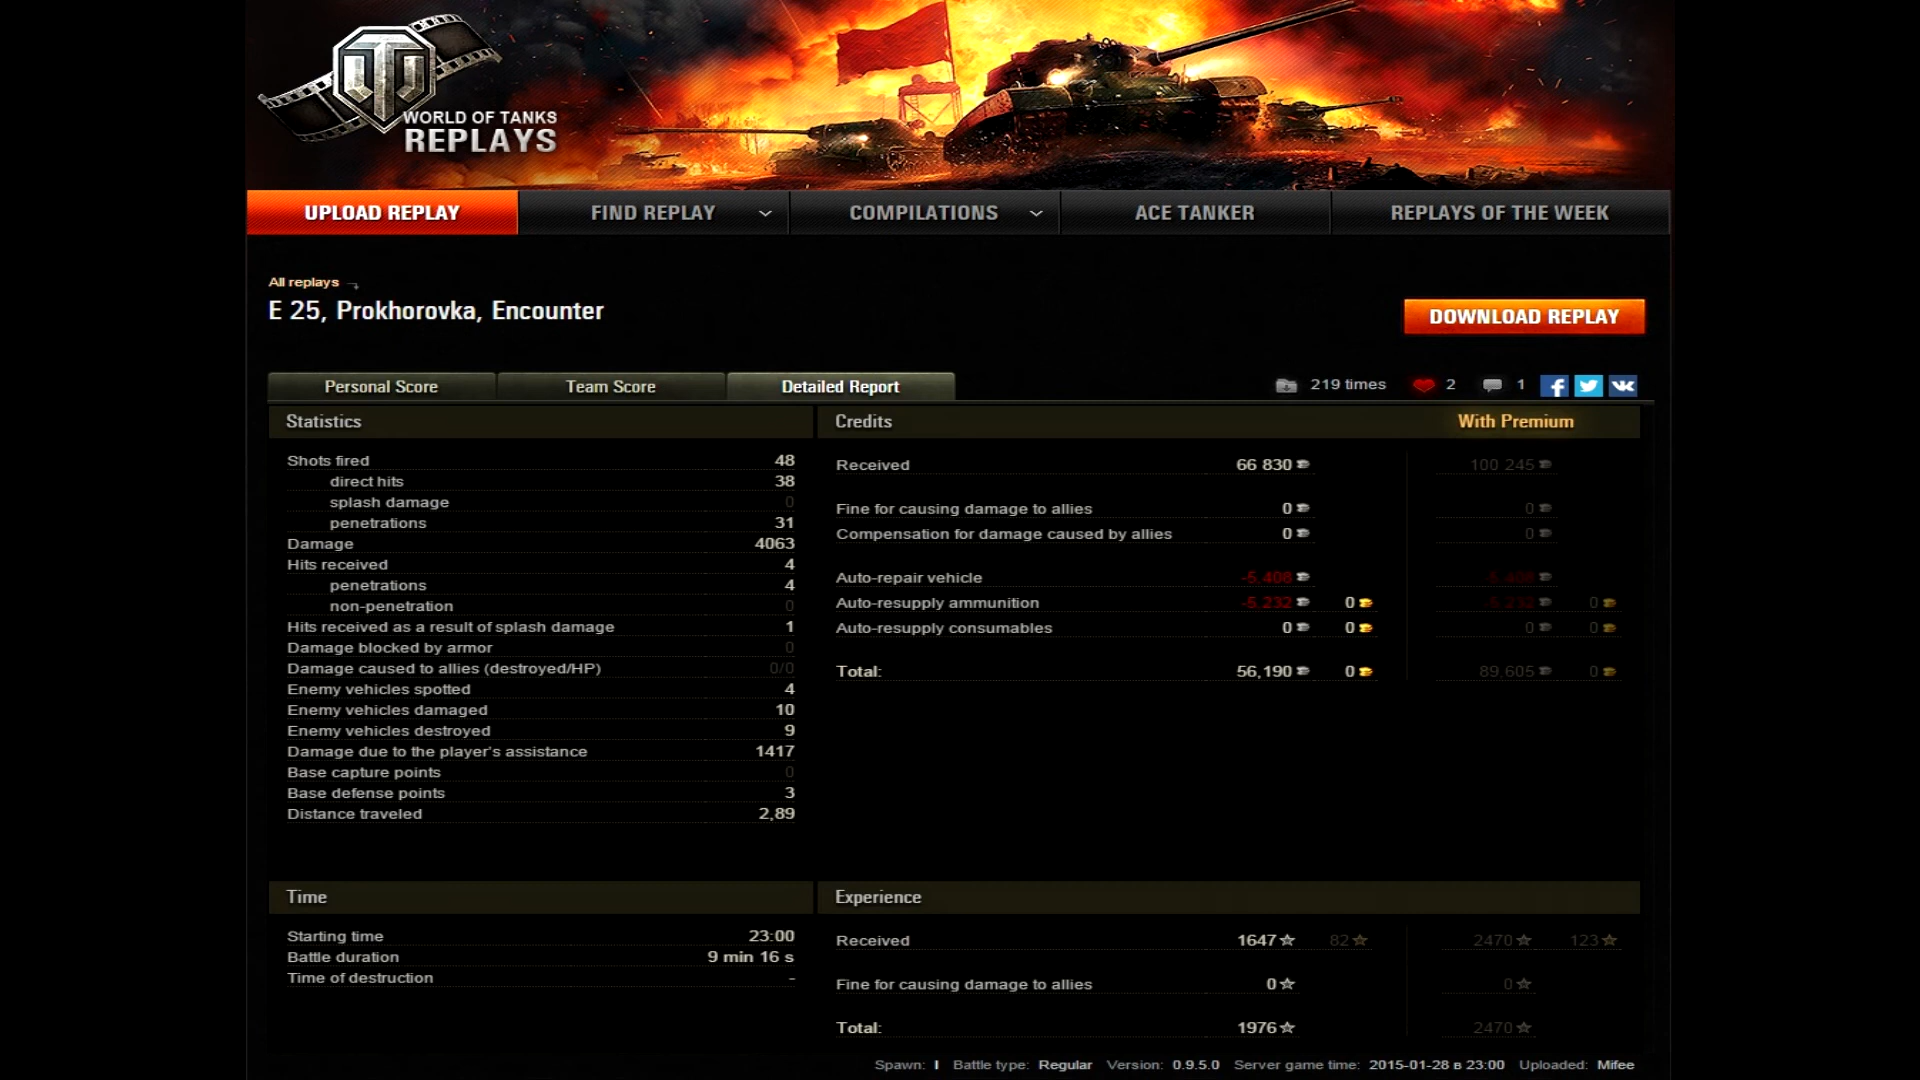 WORLD OF TANKS
REPLAYS
UPLOAD REPLAY FIND REPLAY COMPILATIONS ACE TANKER REPLAYS OF THE WEEK
All replays
E 25, Prokhorovka, Encounter
DOWNLOAD REPLAY
Personal Score Team Score Detailed Report 219 times 2 1
Statistics
Shots fired 48
direct hits 38
splash damage 0
penetrations 31
Damage 4063
Hits received 4
penetrations 4
non-penetration 0
Hits received as a result of splash damage 1
Damage blocked by armor 0
Damage caused to allies (destroyed/HP) 0/0
Enemy vehicles spotted 4
Enemy vehicles damaged 10
Enemy vehicles destroyed 9
Damage due to the player's assistance 1417
Base capture points 0
Base defense points 3
Distance traveled 2,89
Credits With Premium
Received 66 830 100 245
Fine for causing damage to allies 0 0
Compensation for damage caused by allies 0 0
Auto-repair vehicle -5,408 -5,408
Auto-resupply ammunition -5,232 0 -5,232 0
Auto-resupply consumables 0 0 0 0
Total: 56,190 0 89,605 0
Time
Starting time 23:00
Battle duration 9 min 16 s
Time of destruction -
Experience
Received 1647 82 2470 123
Fine for causing damage to allies 0 0
Total: 1976 2470
Spawn: I Battle type: Regular Version: 0.9.5.0 Server game time: 2015-01-28 в 23:00 Uploaded: Mifee